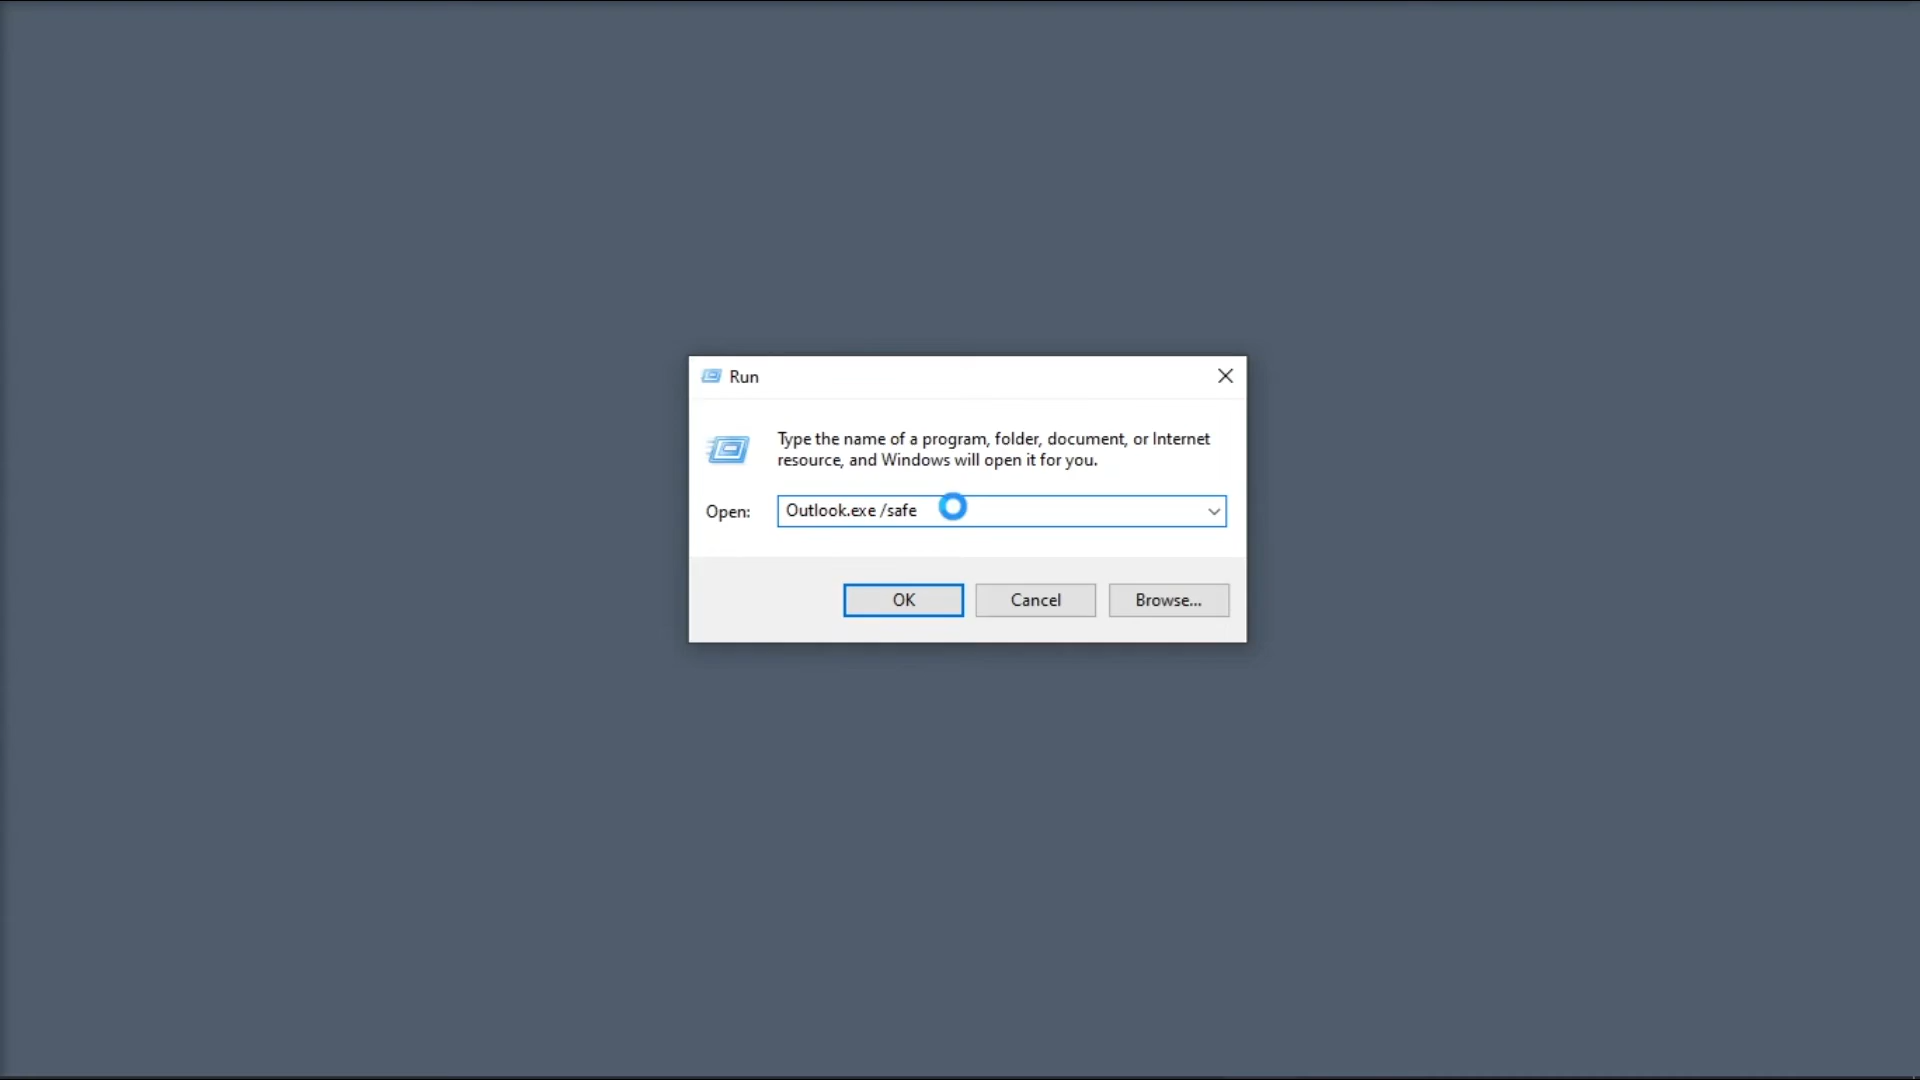 Run
Type the name of a program, folder, document, or Internet
resource, and Windows will open it for you.
Open:
Outlook.exe /safe
OK
Cancel
Browse...